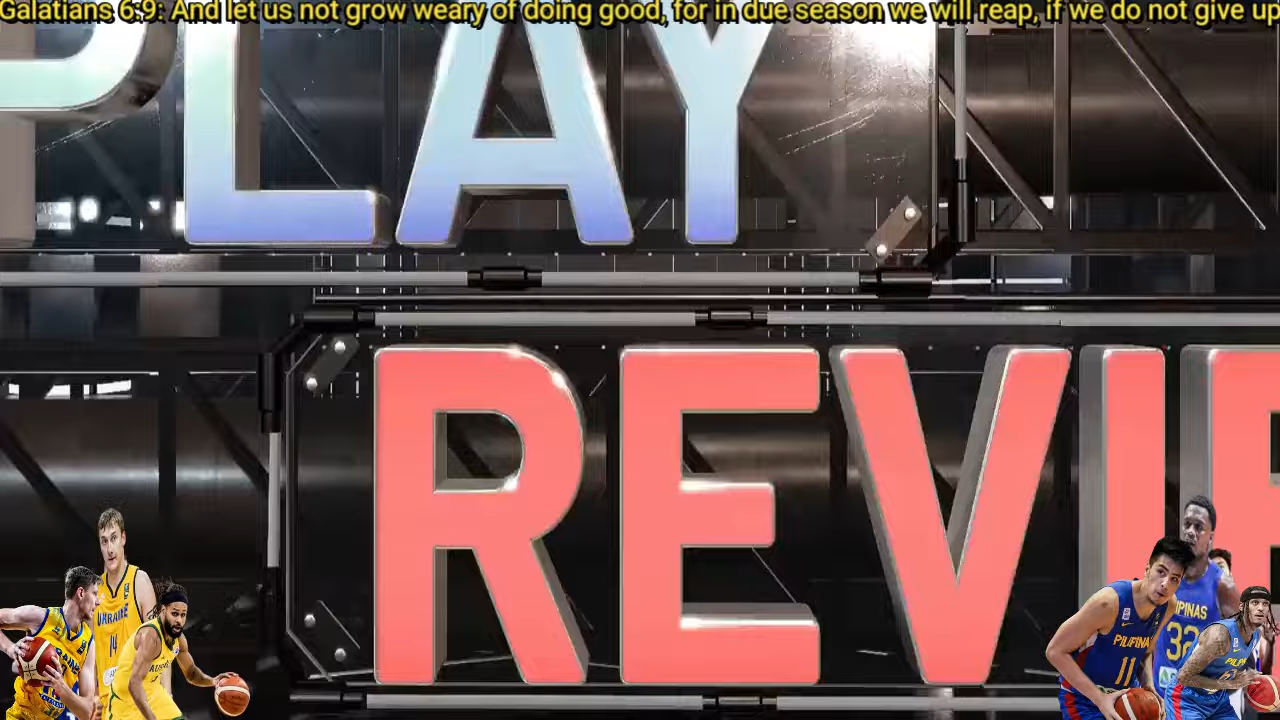 Galatians 6:9: And let us not grow weary of doing good, for in due season we will reap, if we do not give up
PLAY
REVI
UKRAINE
14
PILIPINAS
11
32